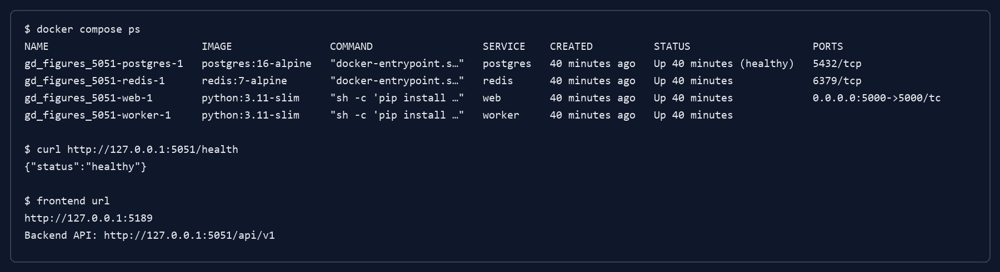 $ docker compose ps
NAME                         IMAGE                COMMAND                  SERVICE    CREATED          STATUS                    PORTS
gd_figures_5051-postgres-1   postgres:16-alpine   "docker-entrypoint.s…"   postgres   40 minutes ago   Up 40 minutes (healthy)   5432/tcp
gd_figures_5051-redis-1      redis:7-alpine       "docker-entrypoint.s…"   redis      40 minutes ago   Up 40 minutes             6379/tcp
gd_figures_5051-web-1        python:3.11-slim     "sh -c 'pip install …"   web        40 minutes ago   Up 40 minutes             0.0.0.0:5000->5000/tc
gd_figures_5051-worker-1     python:3.11-slim     "sh -c 'pip install …"   worker     40 minutes ago   Up 40 minutes
$ curl http://127.0.0.1:5051/health
{"status":"healthy"}
$ frontend url
http://127.0.0.1:5189
Backend API: http://127.0.0.1:5051/api/v1